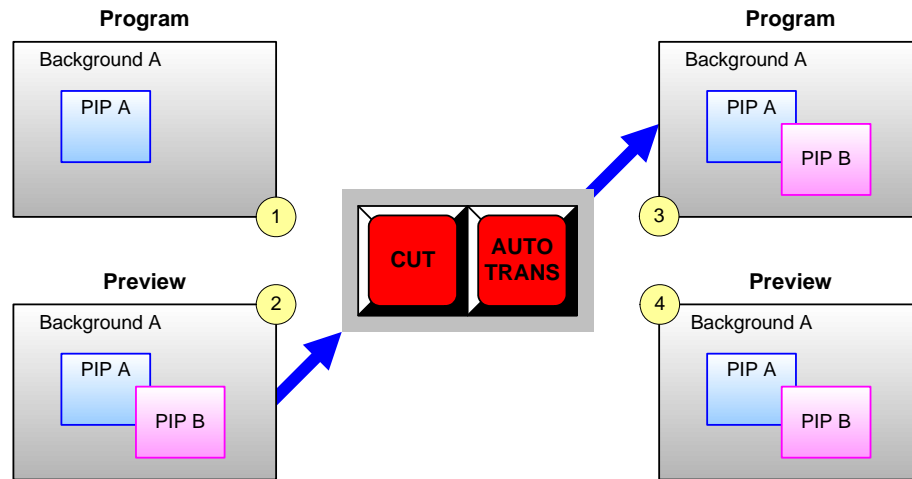 Program
Background A
PIP A
1
Preview
2
Background A
PIP A
PIP B
CUT
AUTO
TRANS
Program
Background A
PIP A
PIP B
3
Preview
4
Background A
PIP A
PIP B